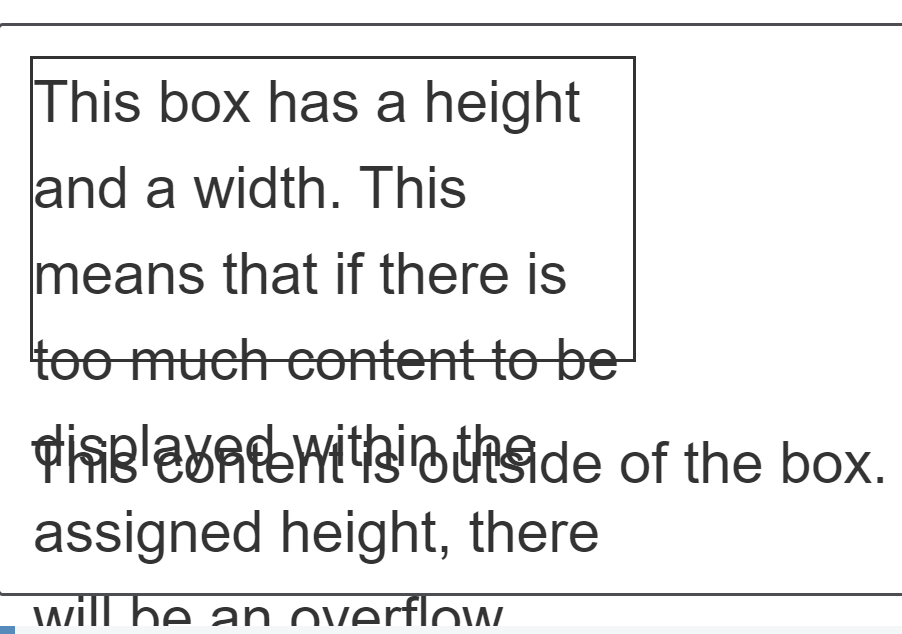 This box has a height
and a width. This
means that if there is
too much content to be
displayed within the
This content is outside of the box.
assigned height, there
will be an overflow